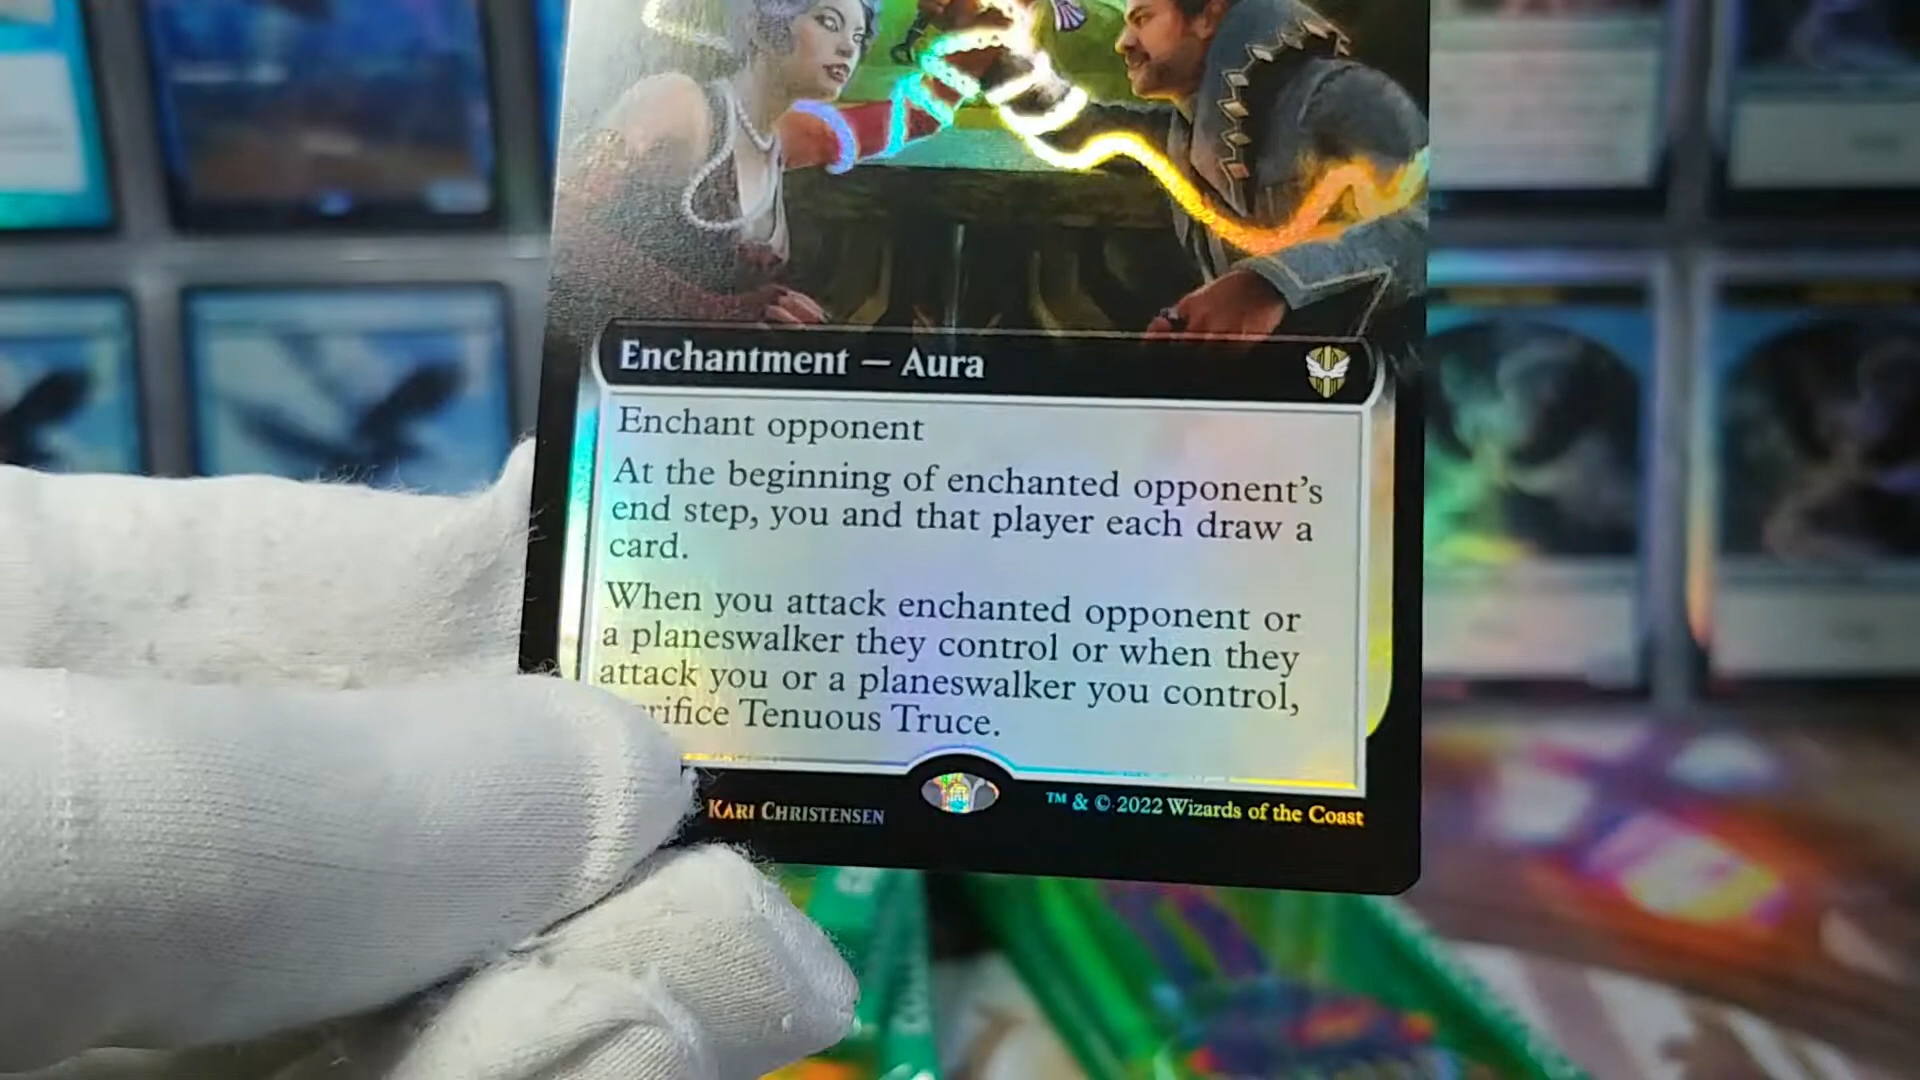 Enchantment — Aura
Enchant opponent
At the beginning of enchanted opponent's
end step, you and that player each draw a
card.
When you attack enchanted opponent or
a planeswalker they control or when they
attack you or a planeswalker you control,
Tenuous Truce.
KARI CHRISTENSEN
™ & © 2022 Wizards of the Coast